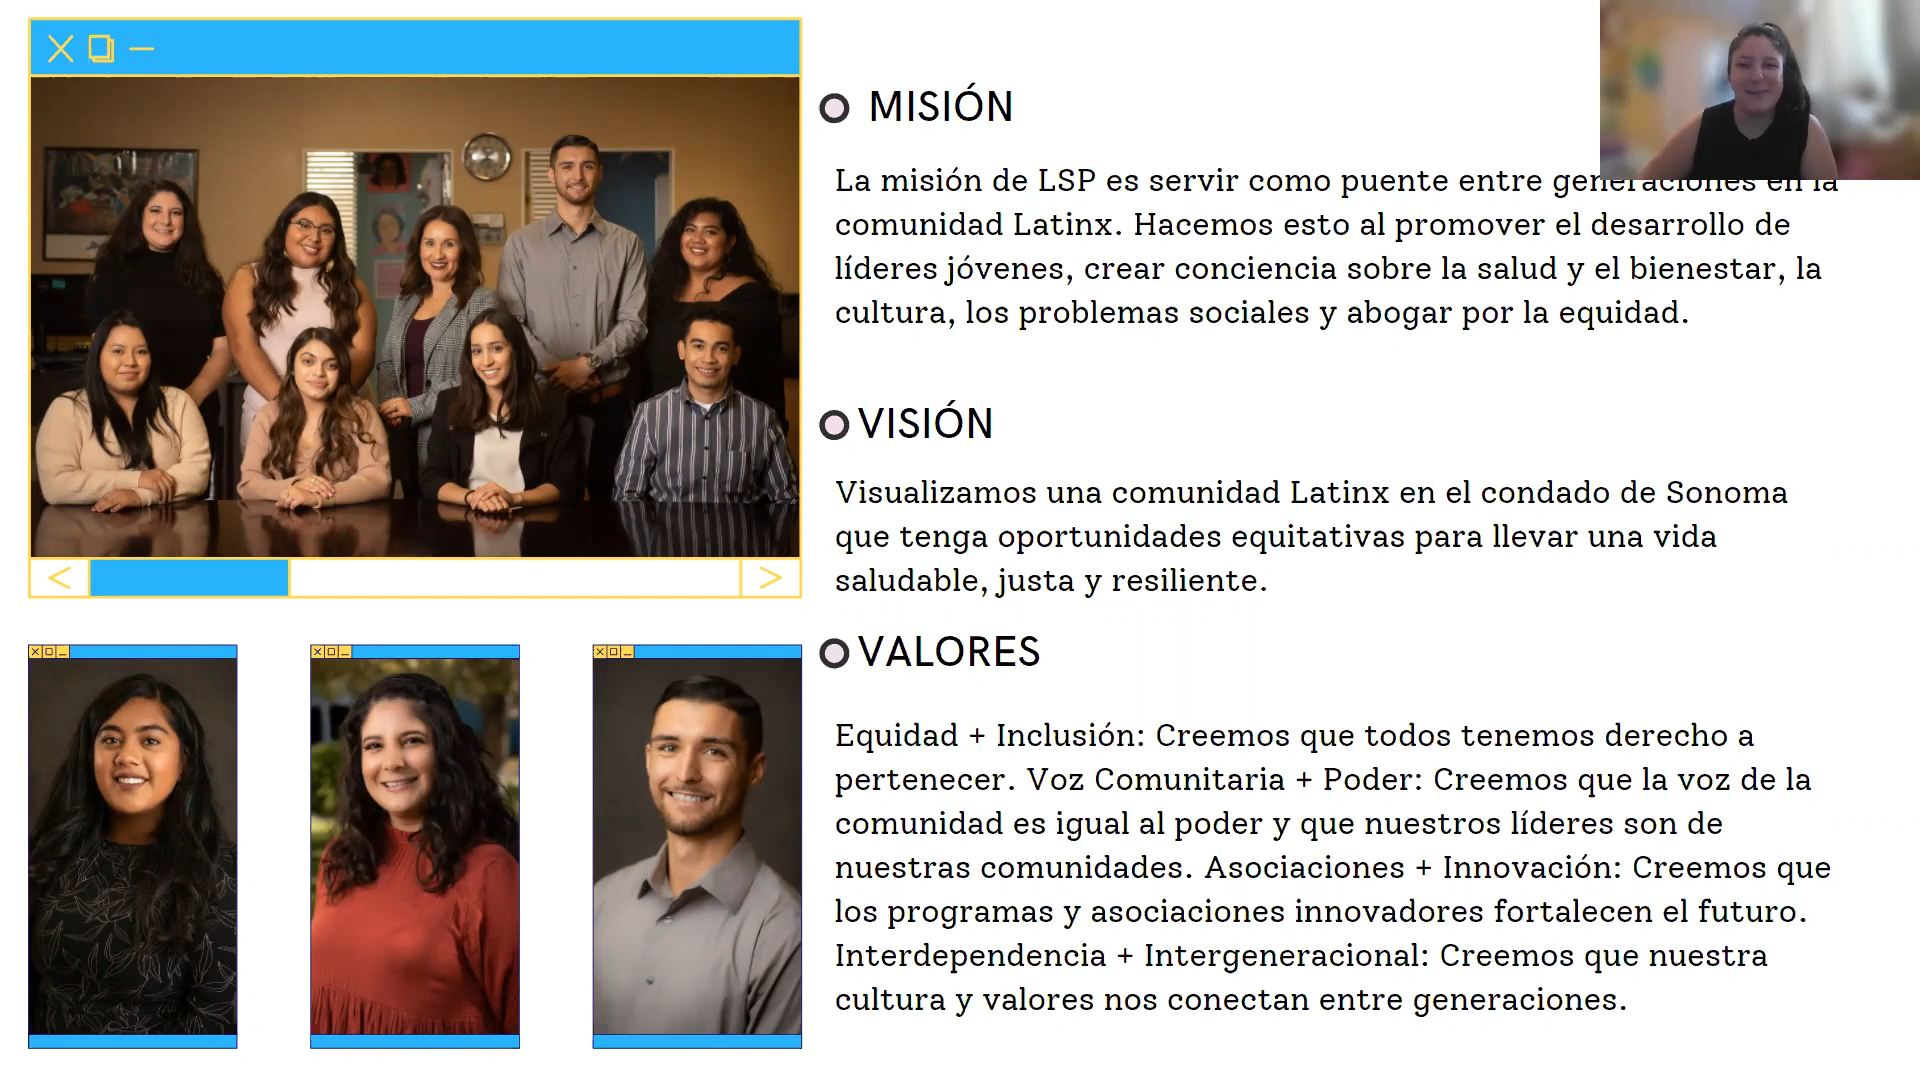 MISIÓN
La misión de LSP es servir como puente entre generaciones en la
comunidad Latinx. Hacemos esto al promover el desarrollo de
líderes jóvenes, crear conciencia sobre la salud y el bienestar, la
cultura, los problemas sociales y abogar por la equidad.
VISIÓN
Visualizamos una comunidad Latinx en el condado de Sonoma
que tenga oportunidades equitativas para llevar una vida
saludable, justa y resiliente.
VALORES
Equidad + Inclusión: Creemos que todos tenemos derecho a
pertenecer. Voz Comunitaria + Poder: Creemos que la voz de la
comunidad es igual al poder y que nuestros líderes son de
nuestras comunidades. Asociaciones + Innovación: Creemos que
los programas y asociaciones innovadores fortalecen el futuro.
Interdependencia + Intergeneracional: Creemos que nuestra
cultura y valores nos conectan entre generaciones.